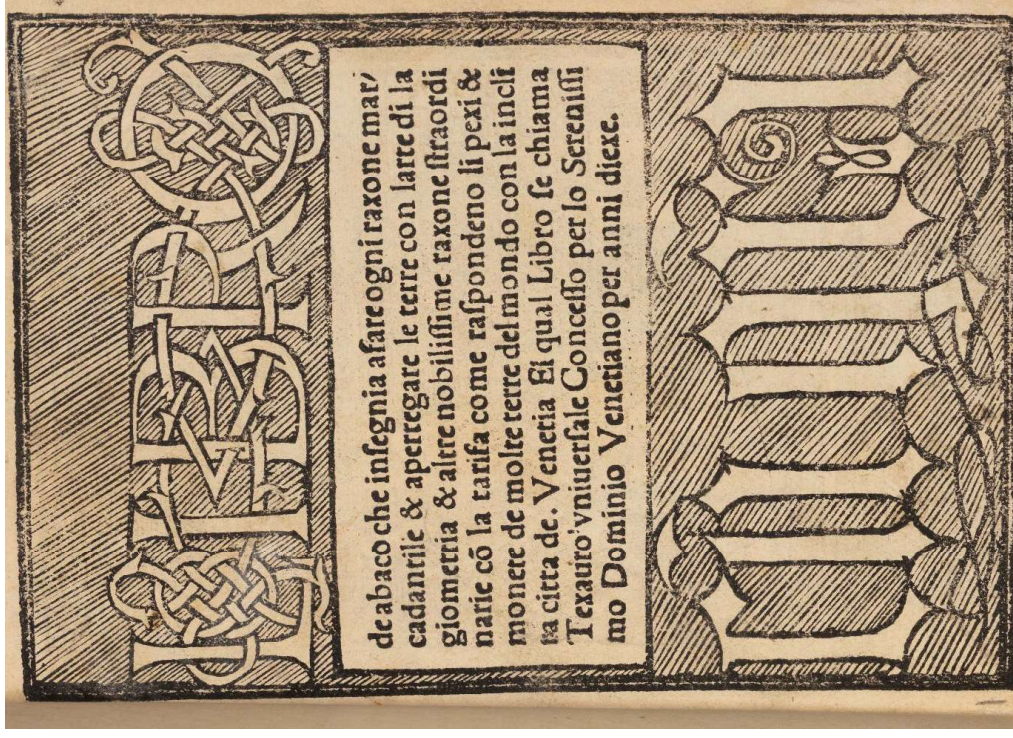 LIBRO
de abaco che insegnia a fare ogni raxone mar/
cadantile & apertegare le terre con larte di la
giometria & altre nobilissime raxone straordi
narie cō la tarifa come raspondeno li pexi &
monete de molte terre del mondo con la incli
ta citta de. Venetia El qual Libro se chiama
Texauro vniuersale Concesso per lo Serenissi
mo Dominio Venetiano per anni diexe.